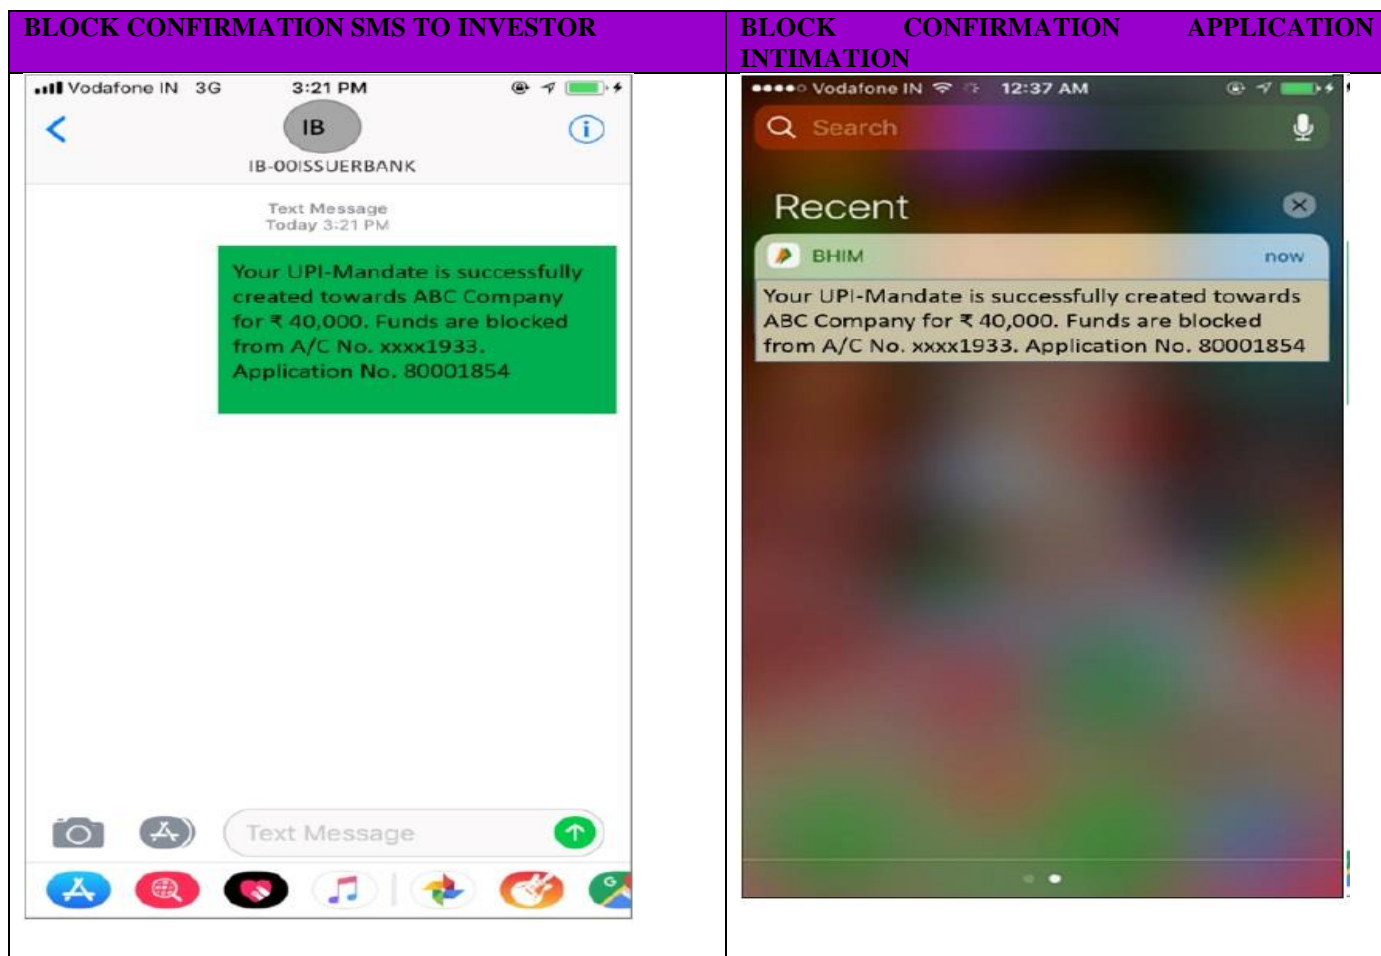 BLOCK CONFIRMATION SMS TO INVESTOR
Vodafone IN 3G 3:21 PM
IB
IB-00ISSUERBANK
Text Message
Today 3:21 PM
Your UPI-Mandate is successfully
created towards ABC Company
for ₹ 40,000. Funds are blocked
from A/C No. xxxx1933.
Application No. 80001854
Text Message
G
BLOCK CONFIRMATION APPLICATION
INTIMATION
Vodafone IN 12:37 AM
Search
Recent
BHIM now
Your UPI-Mandate is successfully created towards
ABC Company for ₹ 40,000. Funds are blocked
from A/C No. xxxx1933. Application No. 80001854